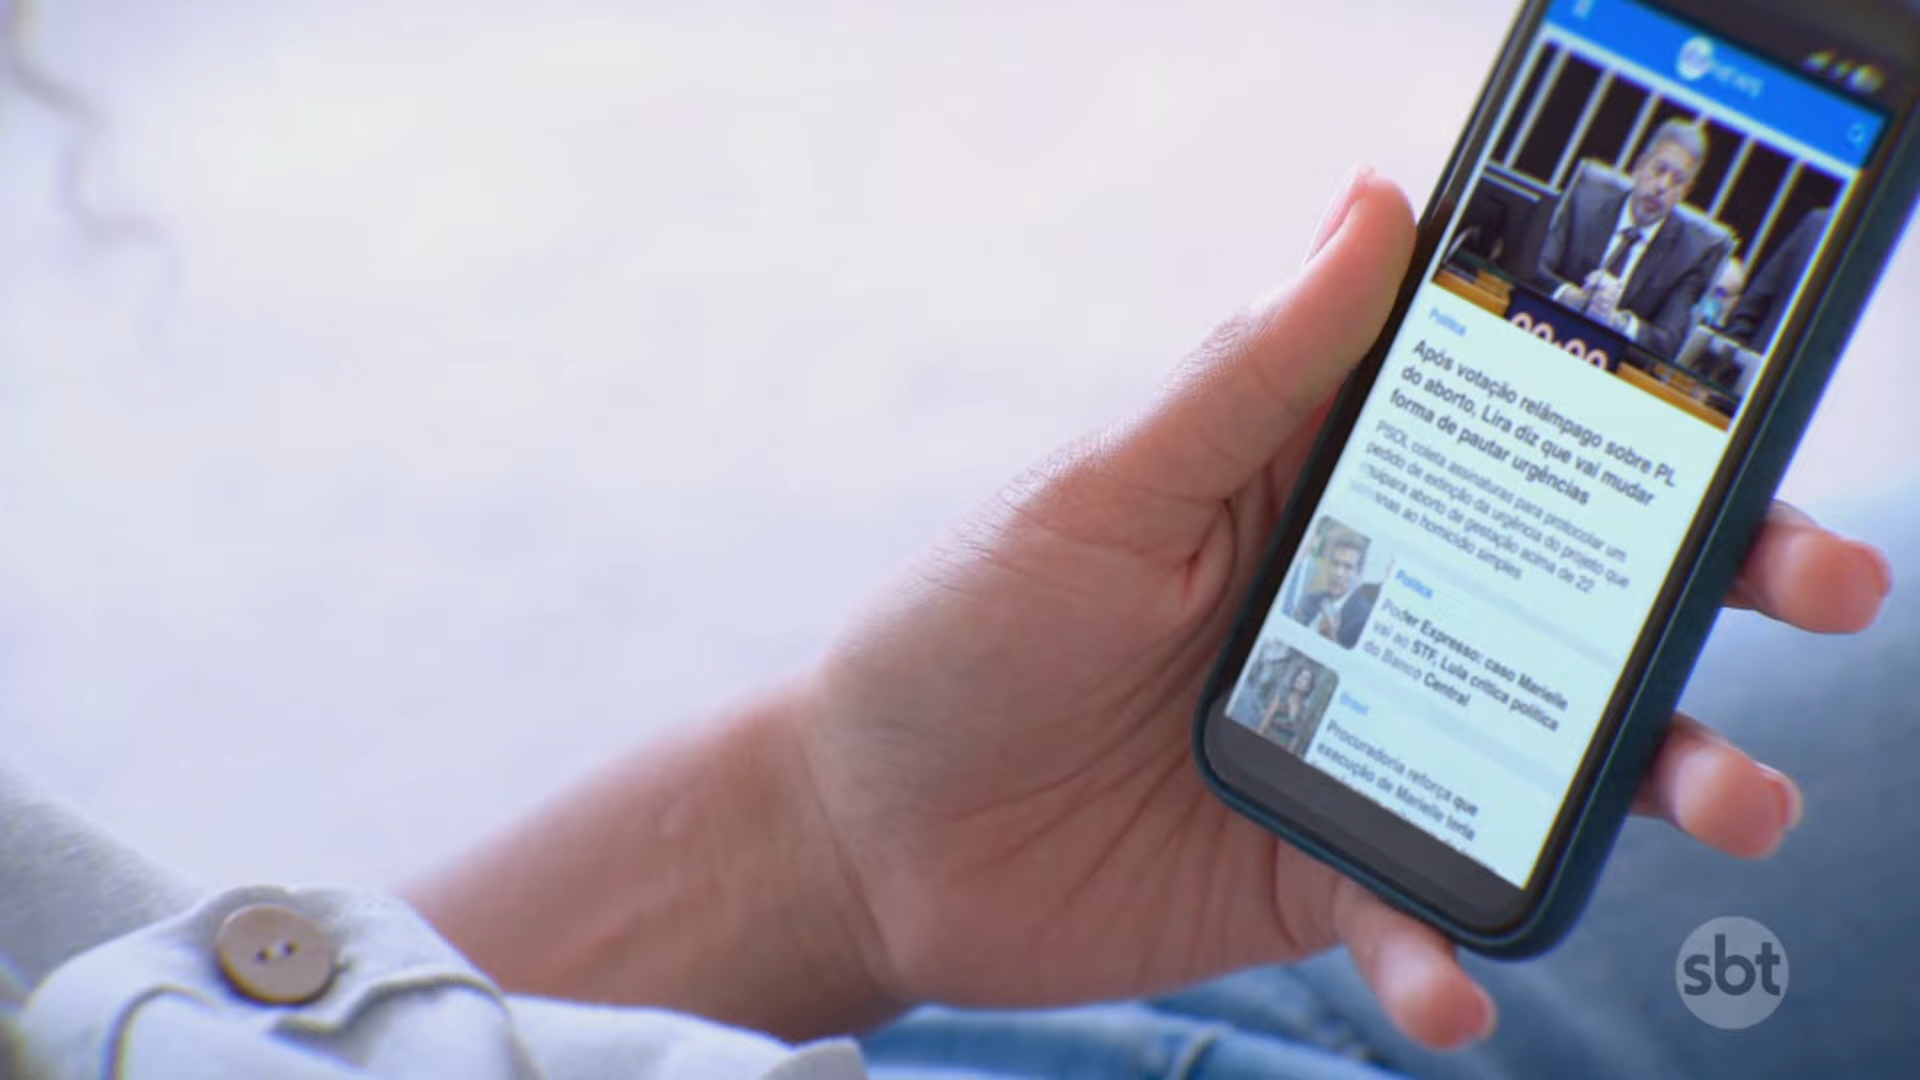 NEWS
Política
Após votação relâmpago sobre PL
do aborto, Lira diz que vai mudar
forma de pautar urgências
PSOL coleta assinaturas para protocolar um
pedido de extinção da urgência do projeto que
para aborto de gestação acima de 22
ao homicídio simples
Política
Poder Expresso: caso Marielle
vai ao STF, Lula critica política
do Banco Central
Brasil
Procuradoria reforça que
execução de Marielle teria
sbt